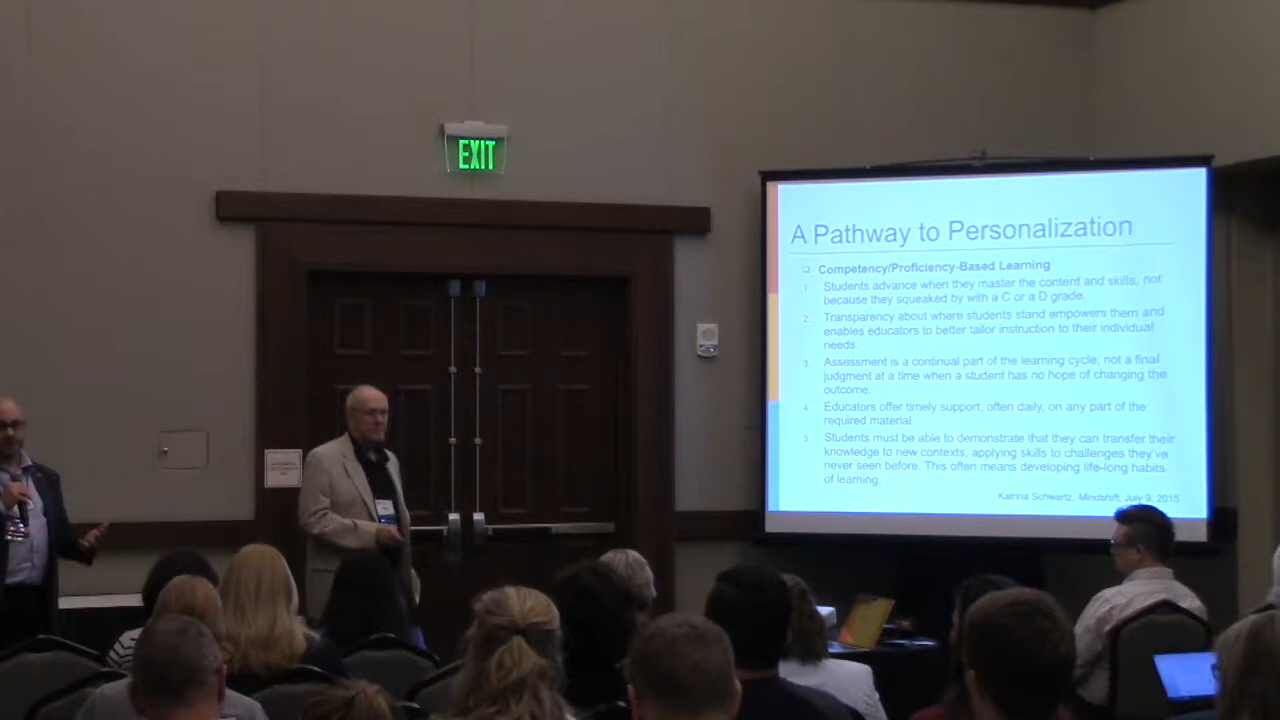 EXIT
A Pathway to Personalization
Competency/Proficiency-Based Learning
1. Students advance when they master the content and skills, not
because they squeaked by with a C or a D grade.
2. Transparency about where students stand empowers them and
enables educators to better tailor instruction to their individual
needs.
3. Assessment is a continual part of the learning cycle, not a final
judgment at a time when a student has no hope of changing the
outcome.
4. Educators offer timely support, often daily, on any part of the
required material
5. Students must be able to demonstrate that they can transfer their
knowledge to new contexts, applying skills to challenges they've
never seen before. This often means developing life-long habits
of learning.
Katrina Schwartz, Mindshift, July 9, 2015